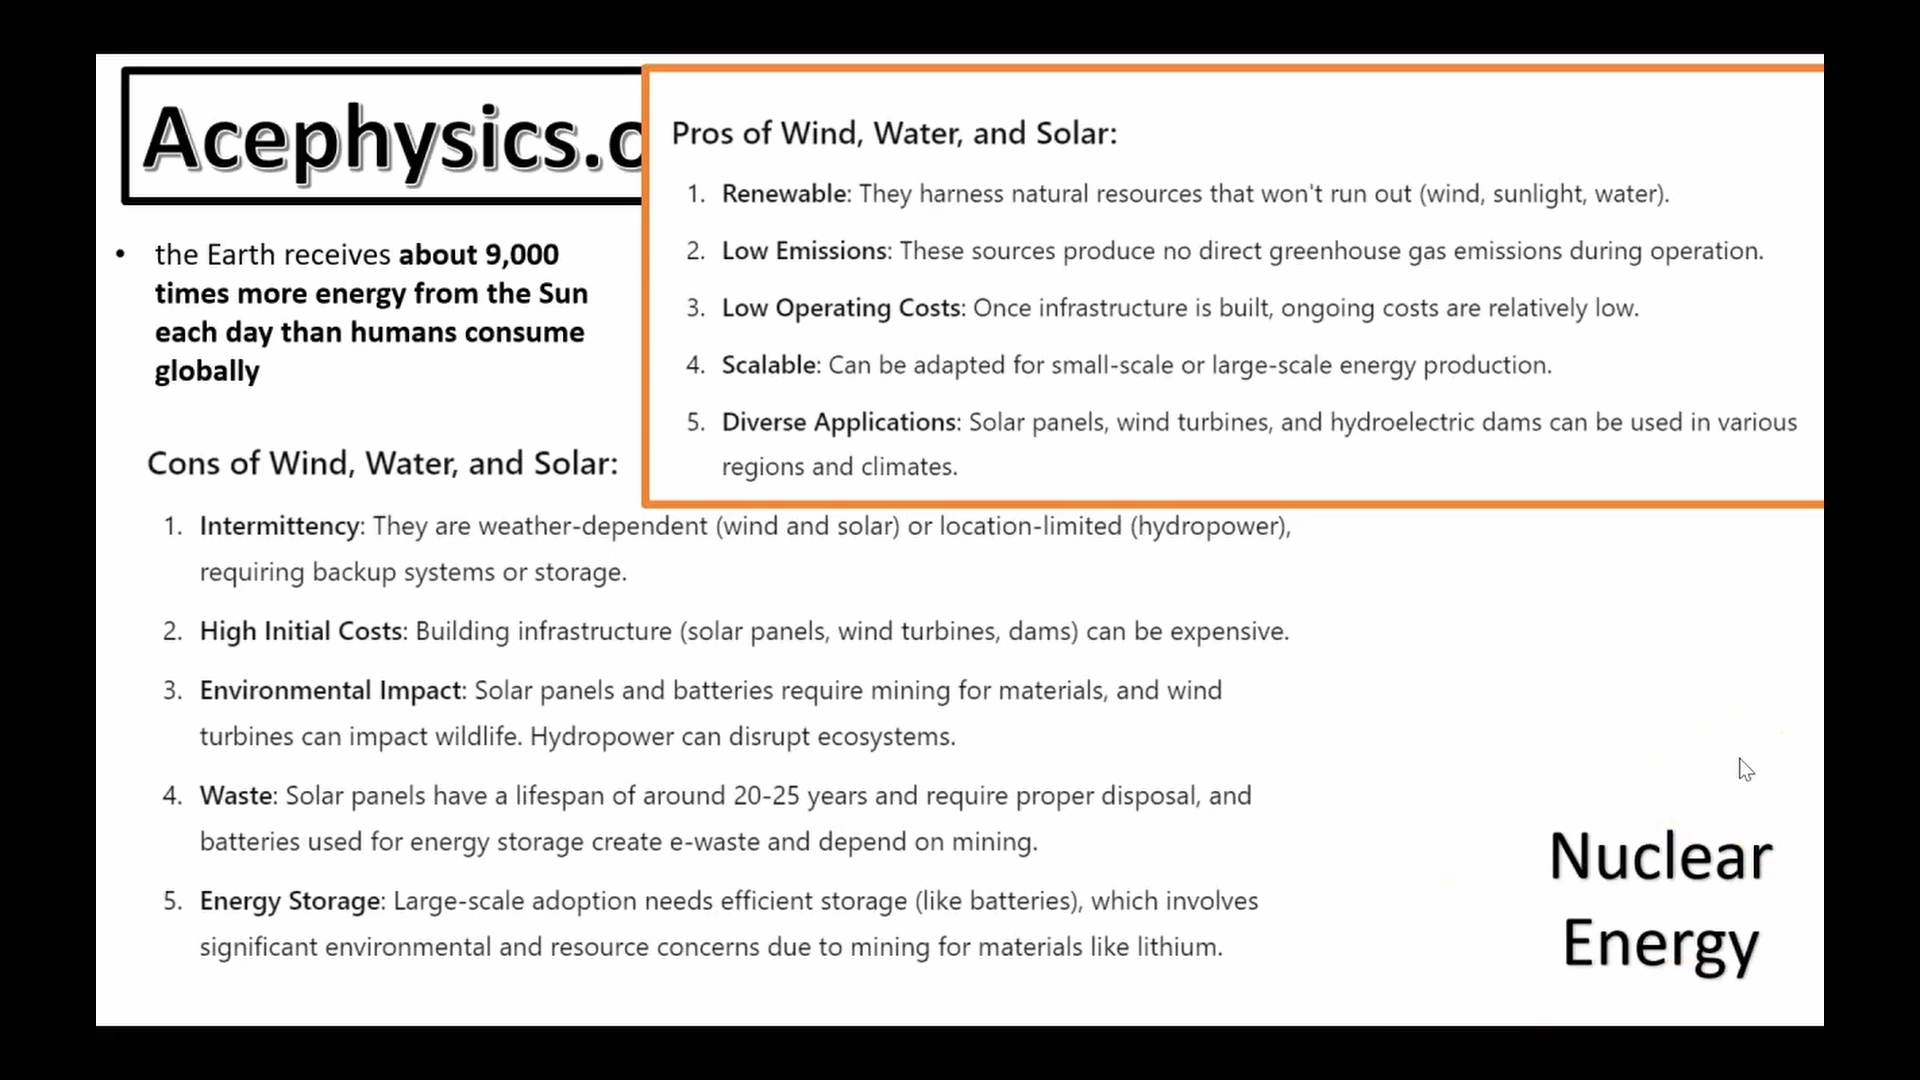 Acephysics.c
• the Earth receives about 9,000
times more energy from the Sun
each day than humans consume
globally
Pros of Wind, Water, and Solar:
1. Renewable: They harness natural resources that won't run out (wind, sunlight, water).
2. Low Emissions: These sources produce no direct greenhouse gas emissions during operation.
3. Low Operating Costs: Once infrastructure is built, ongoing costs are relatively low.
4. Scalable: Can be adapted for small-scale or large-scale energy production.
5. Diverse Applications: Solar panels, wind turbines, and hydroelectric dams can be used in various
regions and climates.
Cons of Wind, Water, and Solar:
1. Intermittency: They are weather-dependent (wind and solar) or location-limited (hydropower),
requiring backup systems or storage.
2. High Initial Costs: Building infrastructure (solar panels, wind turbines, dams) can be expensive.
3. Environmental Impact: Solar panels and batteries require mining for materials, and wind
turbines can impact wildlife. Hydropower can disrupt ecosystems.
4. Waste: Solar panels have a lifespan of around 20-25 years and require proper disposal, and
batteries used for energy storage create e-waste and depend on mining.
5. Energy Storage: Large-scale adoption needs efficient storage (like batteries), which involves
significant environmental and resource concerns due to mining for materials like lithium.
Nuclear
Energy